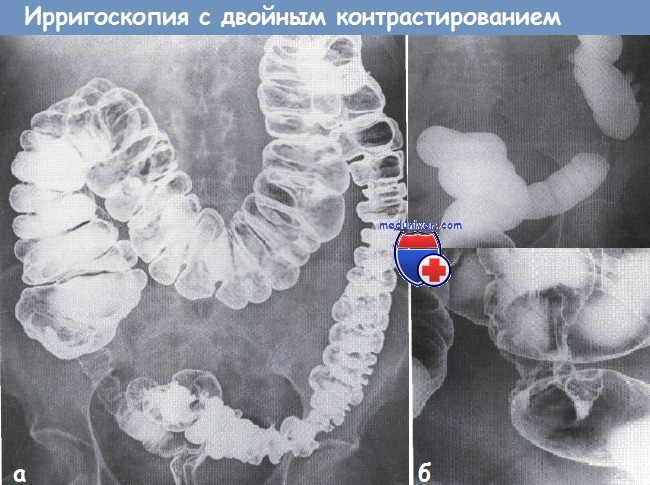 Ирригоскопия с двойным контрастированием
meduniver.com
а
б